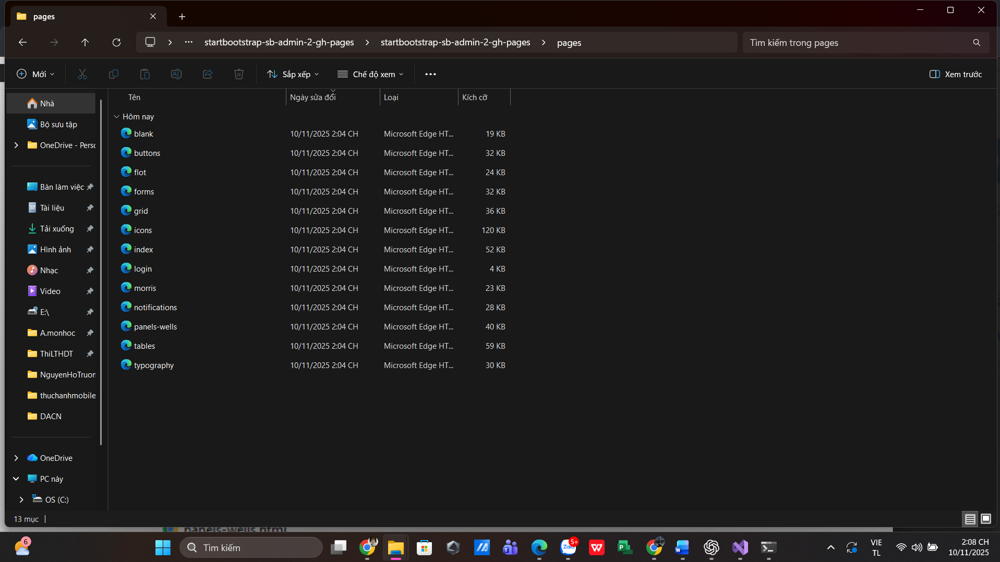 pages
startbootstrap-sb-admin-2-gh-pages
startbootstrap-sb-admin-2-gh-pages
pages
Tìm kiếm trong pages
Mới
Sắp xếp
Chế độ xem
Xem trước
Nhà
Bộ sưu tập
OneDrive - Perso
Bàn làm việc
Tài liệu
Tải xuống
Hình ảnh
Nhạc
Video
E:\
A.monhoc
ThiLTHDT
NguyenHoTruon
thuchanhmobile
DACN
OneDrive
PC này
OS (C:)
Tên Ngày sửa đổi Loại Kích cỡ
Hôm nay
blank 10/11/2025 2:04 CH Microsoft Edge HT... 19 KB
buttons 10/11/2025 2:04 CH Microsoft Edge HT... 32 KB
flot 10/11/2025 2:04 CH Microsoft Edge HT... 24 KB
forms 10/11/2025 2:04 CH Microsoft Edge HT... 32 KB
grid 10/11/2025 2:04 CH Microsoft Edge HT... 36 KB
icons 10/11/2025 2:04 CH Microsoft Edge HT... 120 KB
index 10/11/2025 2:04 CH Microsoft Edge HT... 52 KB
login 10/11/2025 2:04 CH Microsoft Edge HT... 4 KB
morris 10/11/2025 2:04 CH Microsoft Edge HT... 23 KB
notifications 10/11/2025 2:04 CH Microsoft Edge HT... 28 KB
panels-wells 10/11/2025 2:04 CH Microsoft Edge HT... 40 KB
tables 10/11/2025 2:04 CH Microsoft Edge HT... 59 KB
typography 10/11/2025 2:04 CH Microsoft Edge HT... 30 KB
13 mục
panels-wells.html
6
Tìm kiếm
Zalo
5+
VIE
TL
2:08 CH
10/11/2025